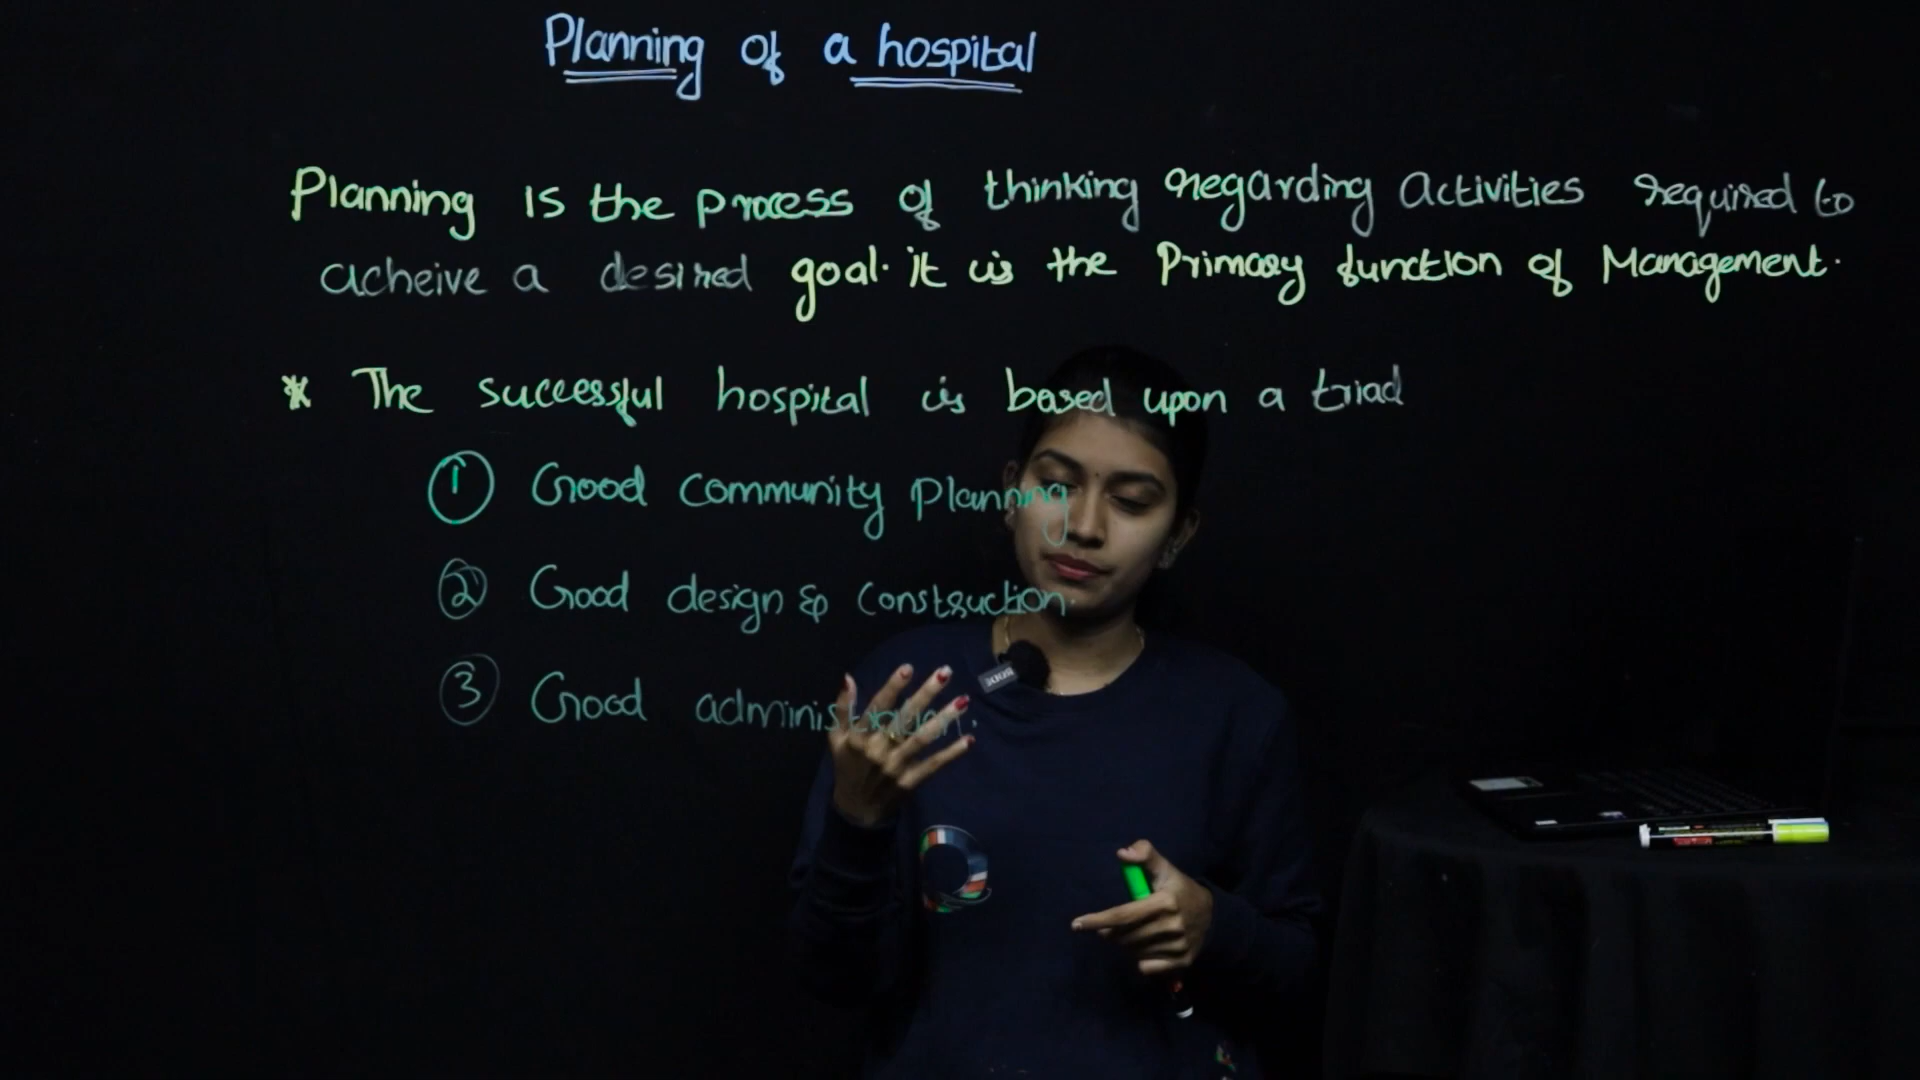 Planning of a hospital
Planning is the process of thinking regarding activities required to
acheive a desired goal. it is the Primary function of Management.
* The successful hospital is based upon a triad
① Good community planning
② Good design & construction.
③ Good administration.
RODE